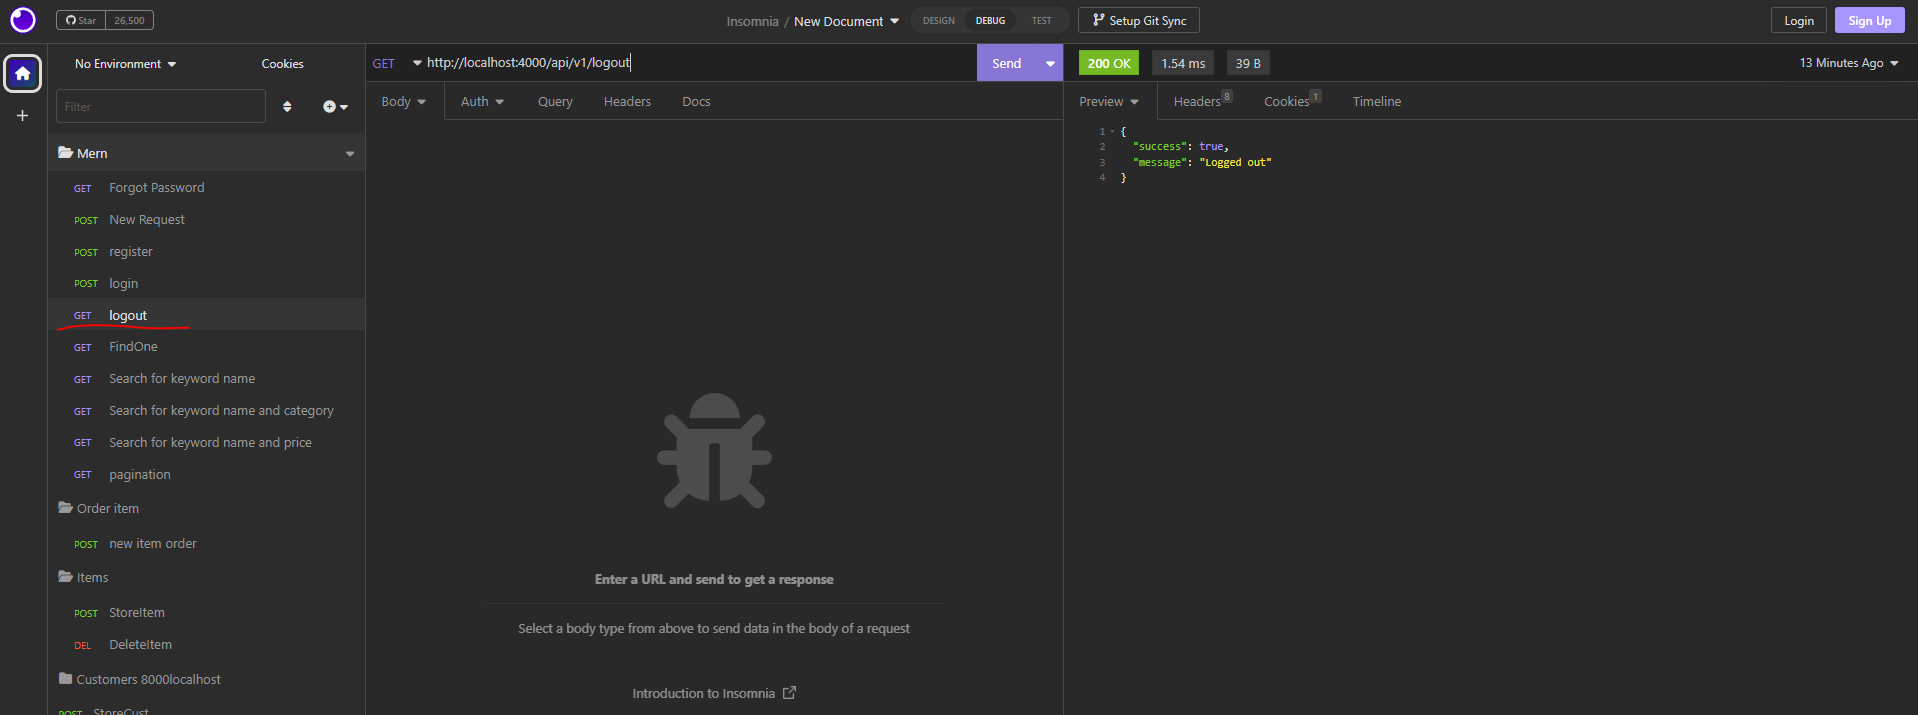 Star 26,500
Insomnia / New Document
DESIGN DEBUG TEST
Setup Git Sync
Login
Sign Up
No Environment
Cookies
GET http://localhost:4000/api/v1/logout
Send
200 OK
1.54 ms
39 B
13 Minutes Ago
Filter
Body Auth Query Headers Docs
Preview Headers 8 Cookies 1 Timeline
Mern
GET Forgot Password
POST New Request
POST register
POST login
GET logout
GET FindOne
GET Search for keyword name
GET Search for keyword name and category
GET Search for keyword name and price
GET pagination
Order item
POST new item order
Items
POST StoreItem
DEL DeleteItem
Customers 8000localhost
POST StoreCust
Enter a URL and send to get a response
Select a body type from above to send data in the body of a request
Introduction to Insomnia
1 {
2 "success": true,
3 "message": "Logged out"
4 }